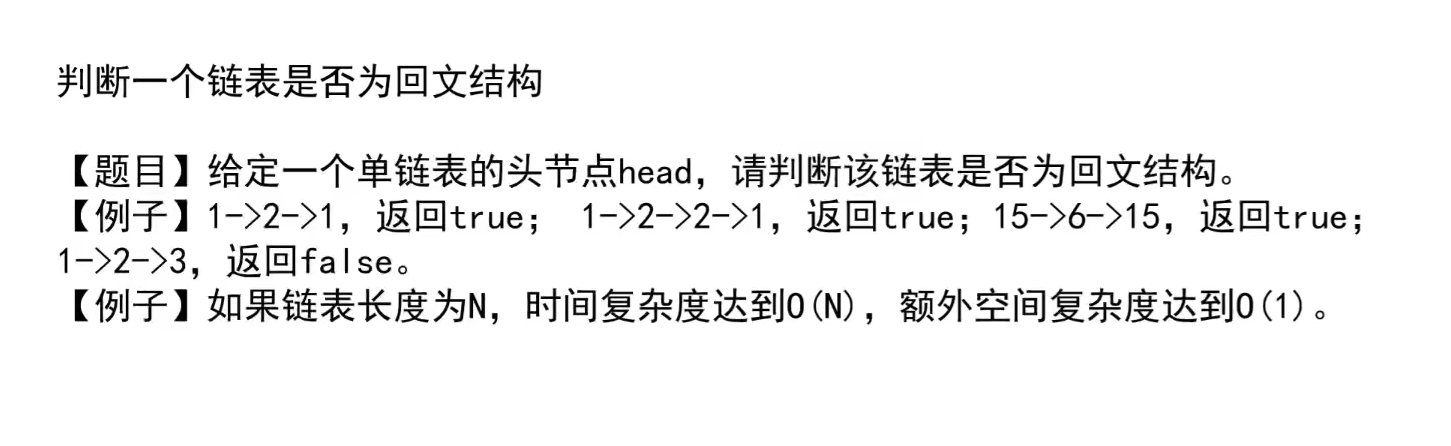 判断一个链表是否为回文结构
【题目】给定一个单链表的头节点head，请判断该链表是否为回文结构。
【例子】1->2->1，返回true； 1->2->2->1，返回true；15->6->15，返回true；
1->2->3，返回false。
【例子】如果链表长度为N，时间复杂度达到O(N)，额外空间复杂度达到O(1)。